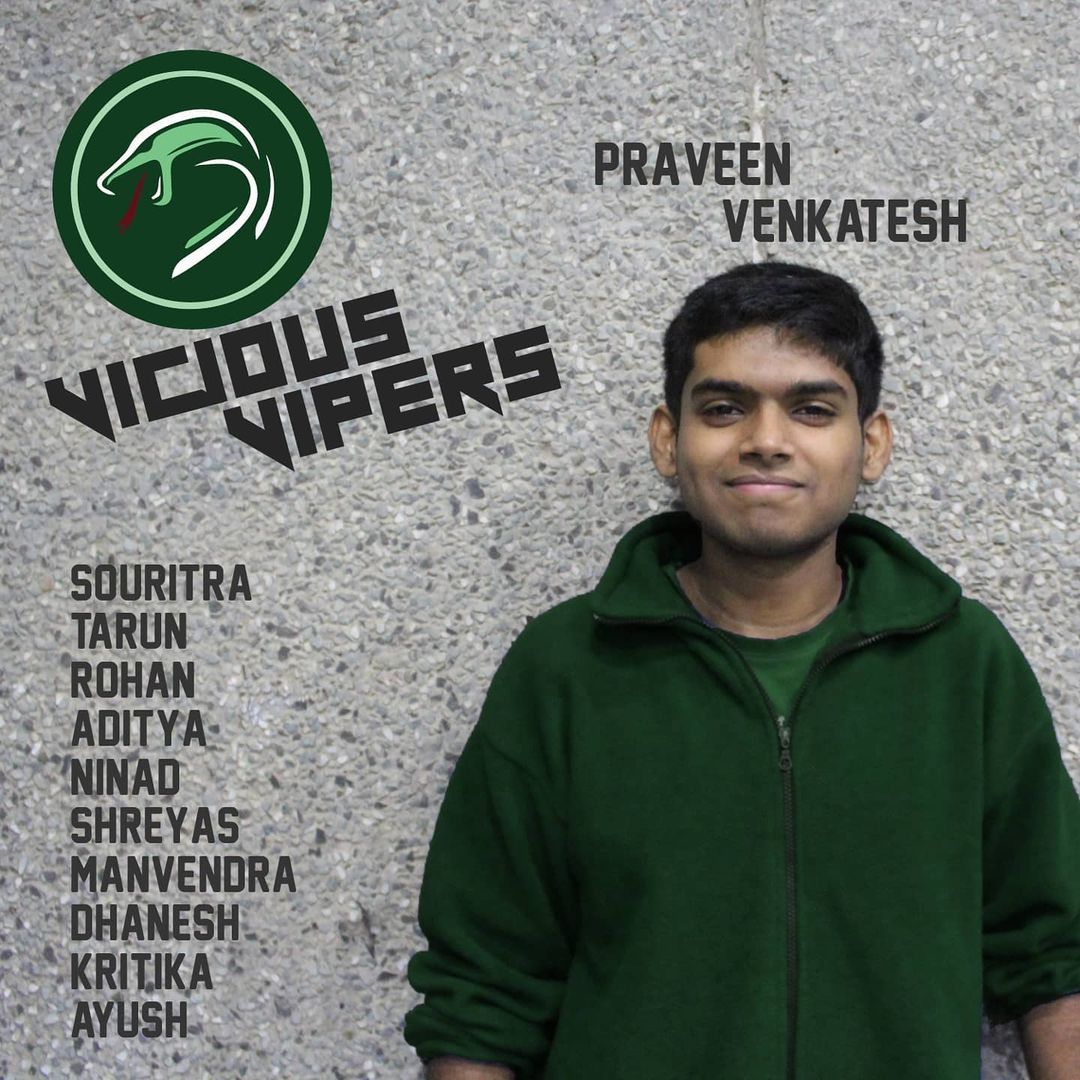 PRAVEEN
VENKATESH
VICIOUS
VIPERS
SOURITRA
TARUN
ROHAN
ADITYA
NINAD
SHREYAS
MANVENDRA
DHANESH
KRITIKA
AYUSH